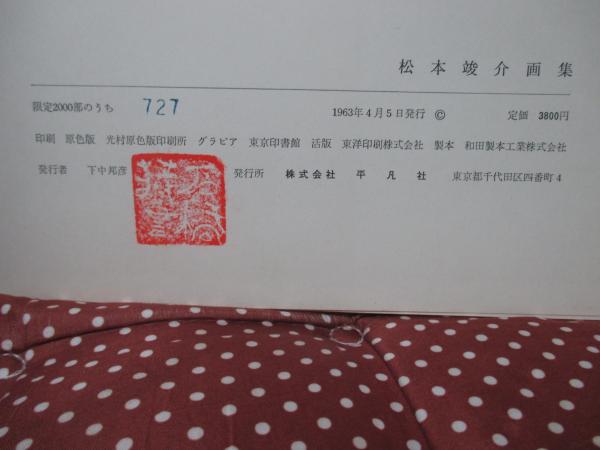 松本竣介画集
限定2000部のうち 727 1963年4月5日発行 © 定価 3800円
印刷 原色版 光村原色版印刷所 グラビア 東京印書館 活版 東洋印刷株式会社 製本 和田製本工業株式会社
発行者 下中邦彦 発行所 株式会社 平凡社 東京都千代田区四番町4